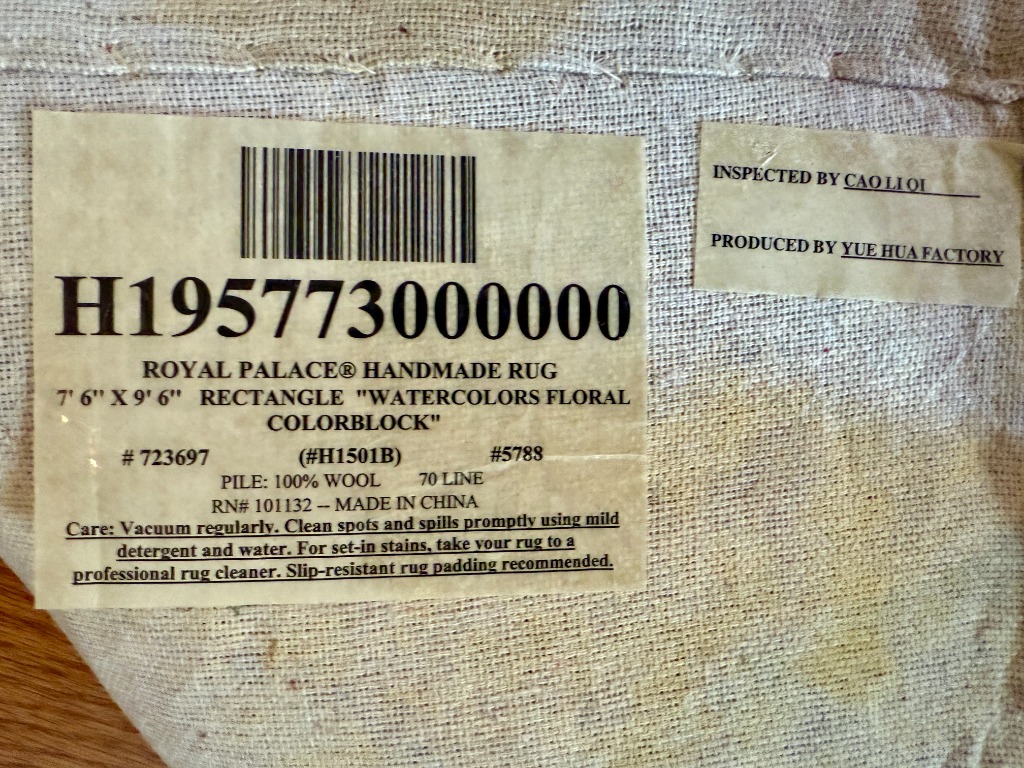 H195773000000
ROYAL PALACE® HANDMADE RUG
7' 6" X 9' 6" RECTANGLE "WATERCOLORS FLORAL
COLORBLOCK"
# 723697 (#H1501B) #5788
PILE: 100% WOOL 70 LINE
RN# 101132 -- MADE IN CHINA
Care: Vacuum regularly. Clean spots and spills promptly using mild
detergent and water. For set-in stains, take your rug to a
professional rug cleaner. Slip-resistant rug padding recommended.
INSPECTED BY CAO LI QI
PRODUCED BY YUE HUA FACTORY